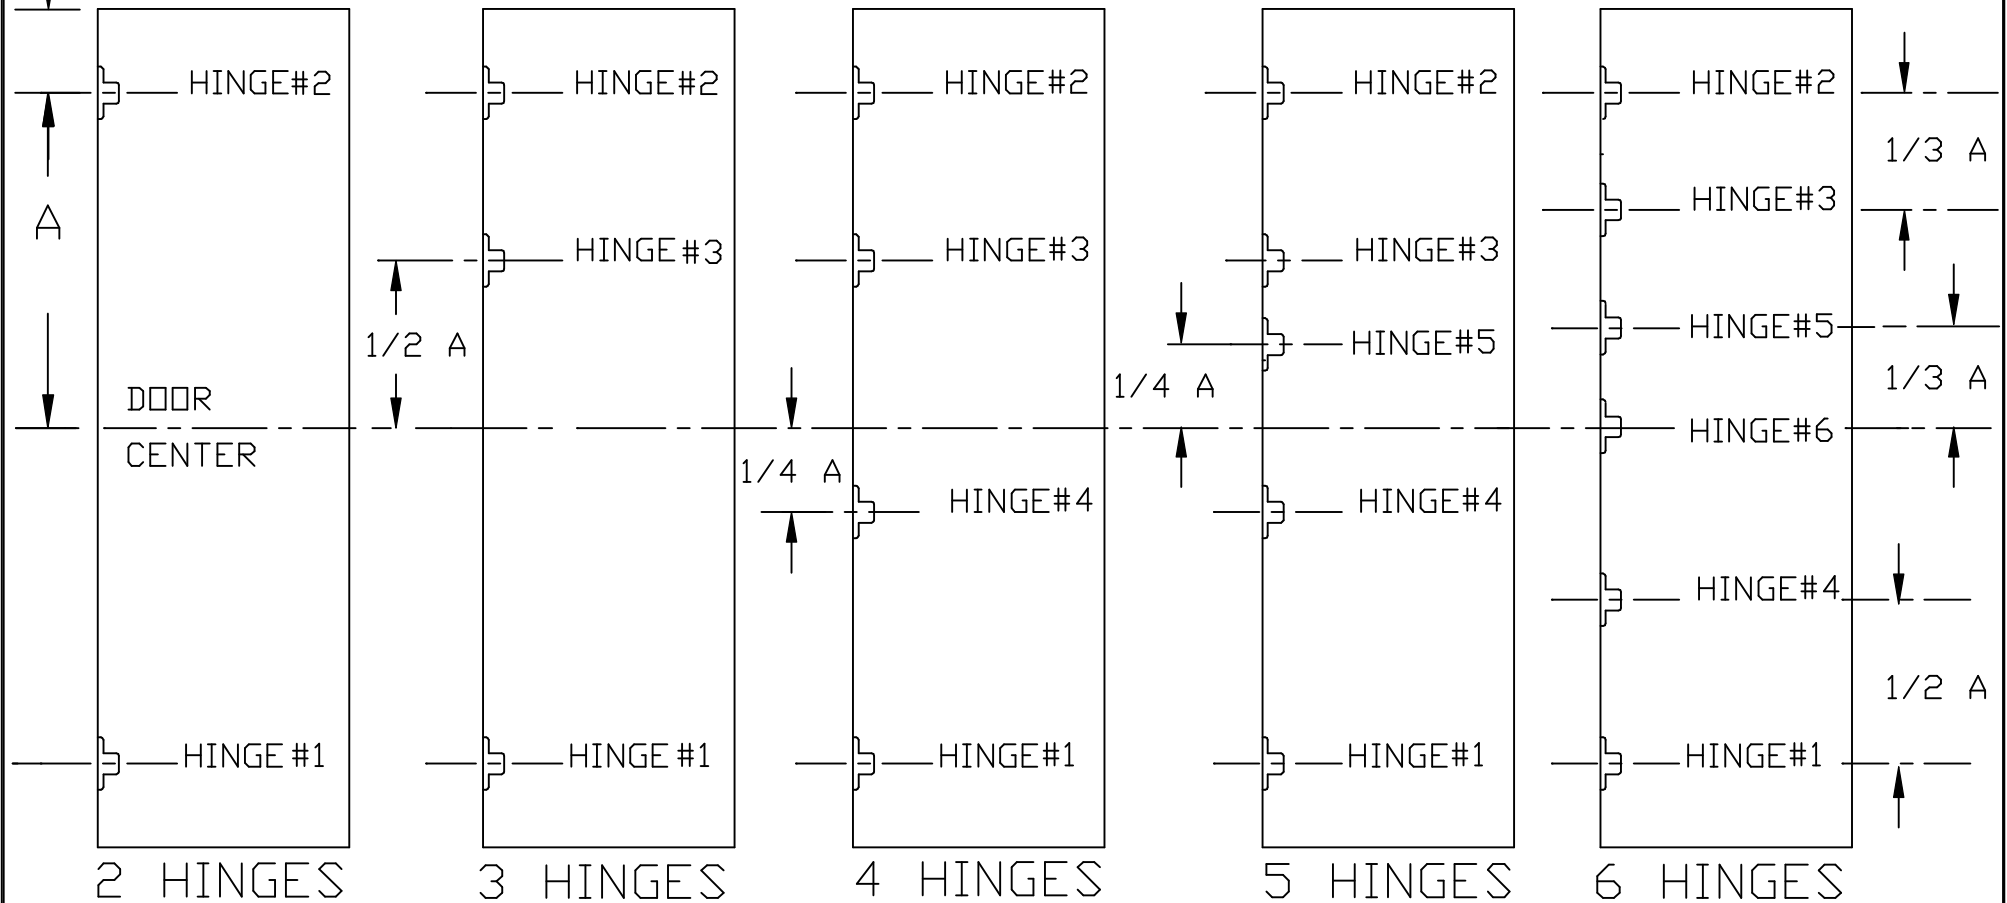 HINGE#2
A
DOOR
CENTER
HINGE#1
2 HINGES
HINGE#2
HINGE#3
1/2 A
HINGE#1
3 HINGES
HINGE#2
HINGE#3
1/4 A
HINGE#4
HINGE#1
4 HINGES
HINGE#2
HINGE#3
HINGE#5
1/4 A
HINGE#4
HINGE#1
5 HINGES
HINGE#2
1/3 A
HINGE#3
HINGE#5
1/3 A
HINGE#6
HINGE#4
1/2 A
HINGE#1
6 HINGES